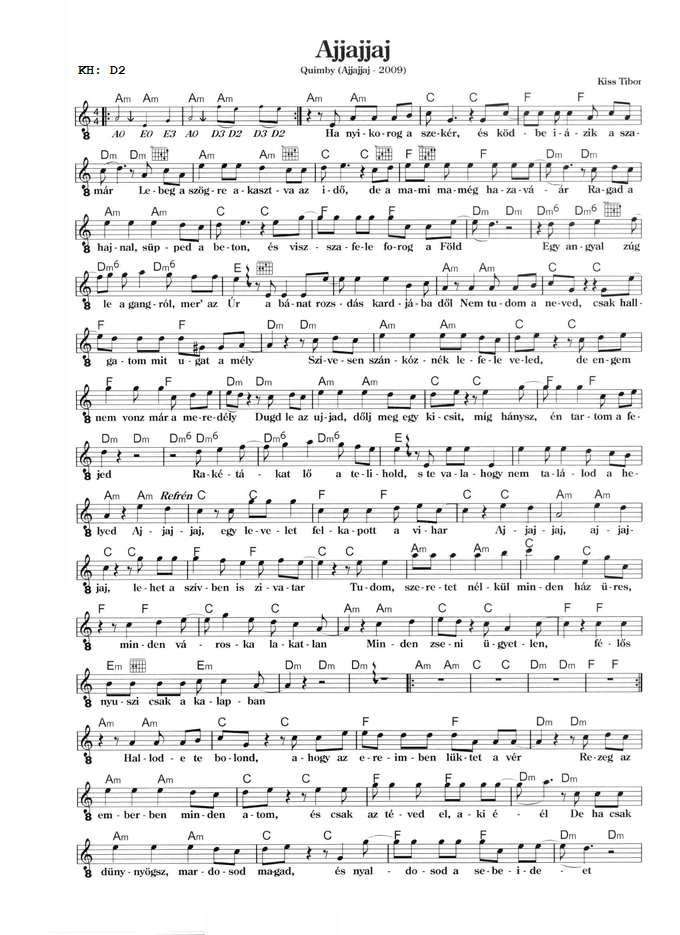 Ajjajjaj
KH: D2
Quimby (Ajjajjaj - 2009)
Kiss Tibor
Am Am Am Am Am Am C C F F
A0 E0 E3 A0 D3 D2 D3 D2 Ha nyi-ko-rog a sze-kér, és köd-be-i-á-zik a sza-
Dm Dm Am Am C C F F Dm Dm
már Le-beg a szög-re a-kaszt-va az i-dő, de a ma-mi ma-még ha-za-vá-ár Ra-gad a
Am Am C C F F Dm Dm Dm6 Dm6
haj-nal, süp-ped a be-ton, és visz-sza-fe-le fo-rog a Föld Egy an-gyal zúg
Dm6 Dm6 E Am Am C C
le a gang-ról, mer' az Úr a bá-nat rozs-dás kard-já-ba dől Nem tu-dom a ne-ved, csak hall-
F F Dm Dm Am Am C C
ga-tom mit u-gat a mély Szí-ve-sen szán-kóz-nék le-fe-le ve-led, de en-gem
F F Dm Dm Am Am C C F F
nem vonz már a me-re-dély Dugd le az uj-jad, dőlj meg egy ki-csit, míg hánysz, én tar-tom a fe-
Dm Dm Dm6 Dm6 Dm6 Dm6 E
jed Ra-ké-tá-kat lő a te-li-hold, s te va-la-hogy nem ta-lá-lod a he-
Am Am Refrén C C F F C C Am Am
lyed Aj-jaj-jaj, egy le-ve-let fel-ka-pott a vi-har Aj-jaj-jaj, aj-jaj-
C C F F C C Am Am C C
jaj, le-het a szív-ben is zi-va-tar Tu-dom, sze-re-tet nél-kül min-den ház ü-res,
F F C C Am Am C C F F
min-den vá-ros-ka la-kat-lan Min-den zse-ni ü-gyet-len, fé-lős
Em Em Dm Dm Dm Am Am C C Dm Dm F F
nyu-szi csak a ka-lap-ban
Am Am C C F F Dm Dm
Hal-lod-e te bo-lond, a-hogy az e-re-im-ben lük-tet a vér Re-zeg az
Am Am C C F F Dm Dm
em-ber-ben min-den a-tom, és csak az té-ved el, a-ki é-él De ha csak
Am Am C C F F Dm Dm
düny-nyögsz, mar-do-sod ma-gad, és nyal-do-sod a se-be-i-de-et